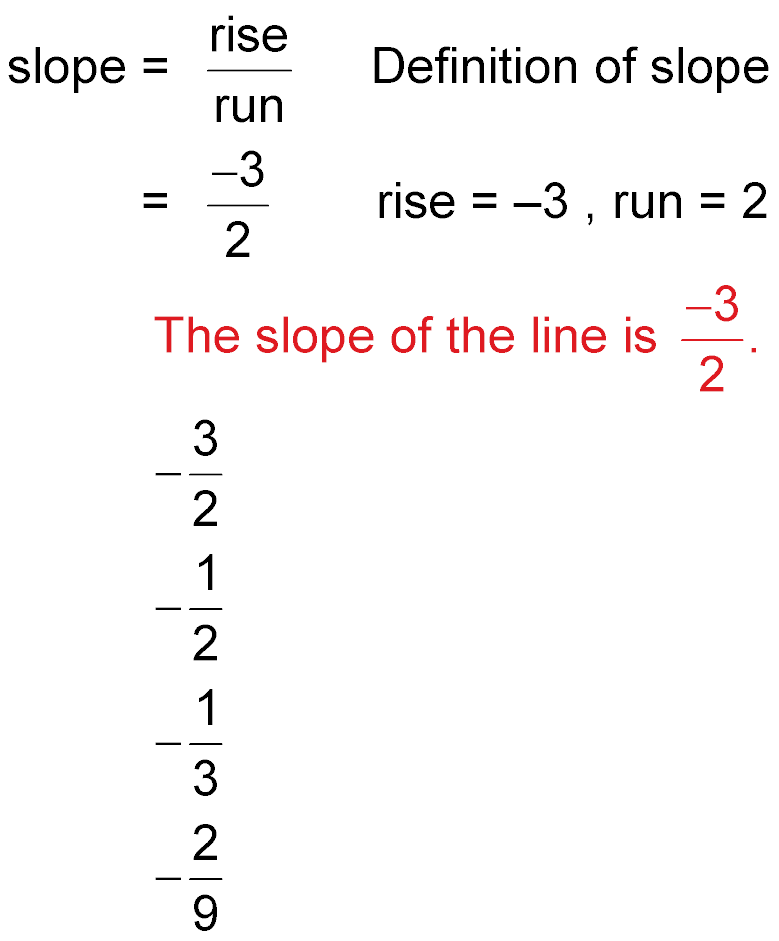 slope = rise/run Definition of slope
= –3/2 rise = –3 , run = 2
The slope of the line is –3/2.
–3/2
–1/2
–1/3
–2/9